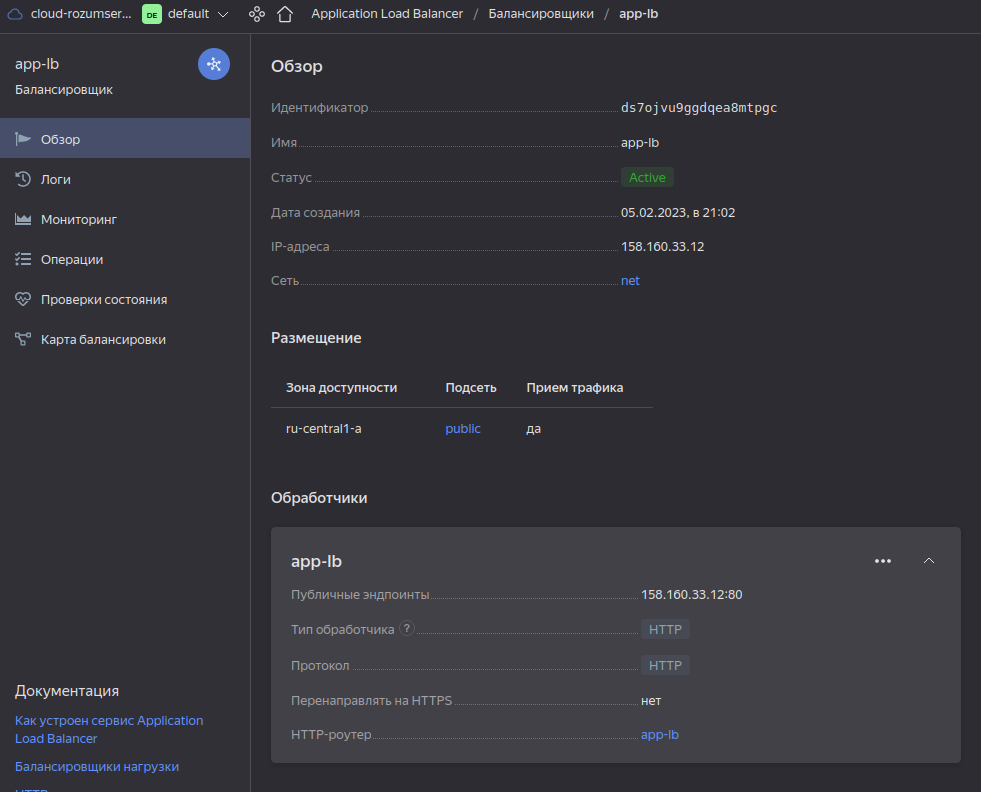 cloud-rozumser... DE default Application Load Balancer / Балансировщики / app-lb
app-lb
Балансировщик
Обзор
Логи
Мониторинг
Операции
Проверки состояния
Карта балансировки
Документация
Как устроен сервис Application
Load Balancer
Балансировщики нагрузки
Обзор
Идентификатор ds7ojvu9ggdqea8mtpgc
Имя app-lb
Статус Active
Дата создания 05.02.2023, в 21:02
IP-адреса 158.160.33.12
Сеть net
Размещение
Зона доступности Подсеть Прием трафика
ru-central1-a public да
Обработчики
app-lb
Публичные эндпоинты 158.160.33.12:80
Тип обработчика ? HTTP
Протокол HTTP
Перенаправлять на HTTPS нет
HTTP-роутер app-lb